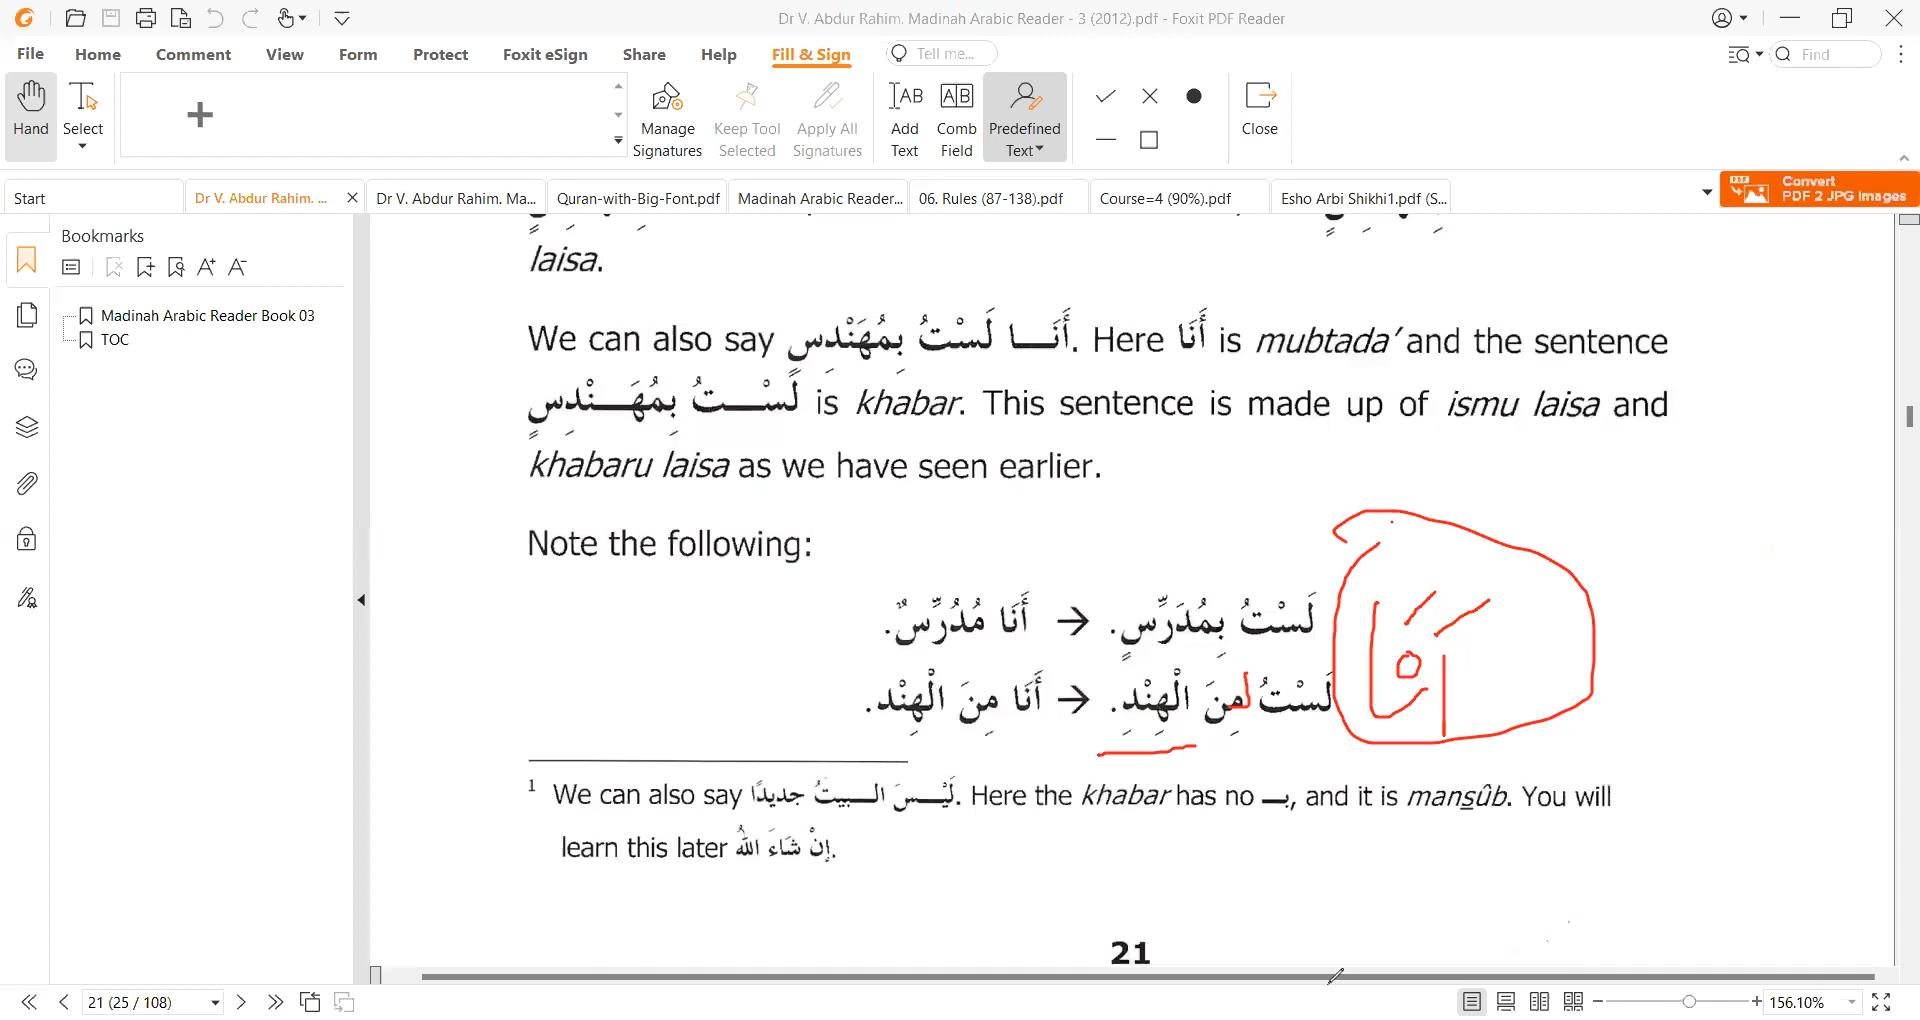 Dr V. Abdur Rahim. Madinah Arabic Reader - 3 (2012).pdf - Foxit PDF Reader
File Home Comment View Form Protect Foxit eSign Share Help Fill & Sign Tell me... Find
Hand Select Manage Signatures Keep Tool Selected Apply All Signatures Add Text Comb Field Predefined Text Close
Start Dr V. Abdur Rahim. ... Dr V. Abdur Rahim. Ma... Quran-with-Big-Font.pdf Madinah Arabic Reader... 06. Rules (87-138).pdf Course=4 (90%).pdf Esho Arbi Shikhi1.pdf (S... Convert PDF 2 JPG Images
Bookmarks
Madinah Arabic Reader Book 03
TOC
laisa.
We can also say أَنَا لَسْتُ بِمُهَنْدِسٍ. Here أَنَا is mubtada' and the sentence
لَسْتُ بِمُهَنْدِسٍ is khabar. This sentence is made up of ismu laisa and
khabaru laisa as we have seen earlier.
Note the following:
أَنَا مُدُرِّسٌ. → لَسْتُ بِمُدَرِّسٍ.
أَنَا مِنَ الْهِنْد. → لَسْتُ مِنَ الْهِنْدِ.
1 We can also say لَيْسَ البيتُ جديدًا. Here the khabar has no بـ, and it is mansûb. You will
learn this later إنْ شَاءَ اللهُ.
21
21 (25 / 108) 156.10%